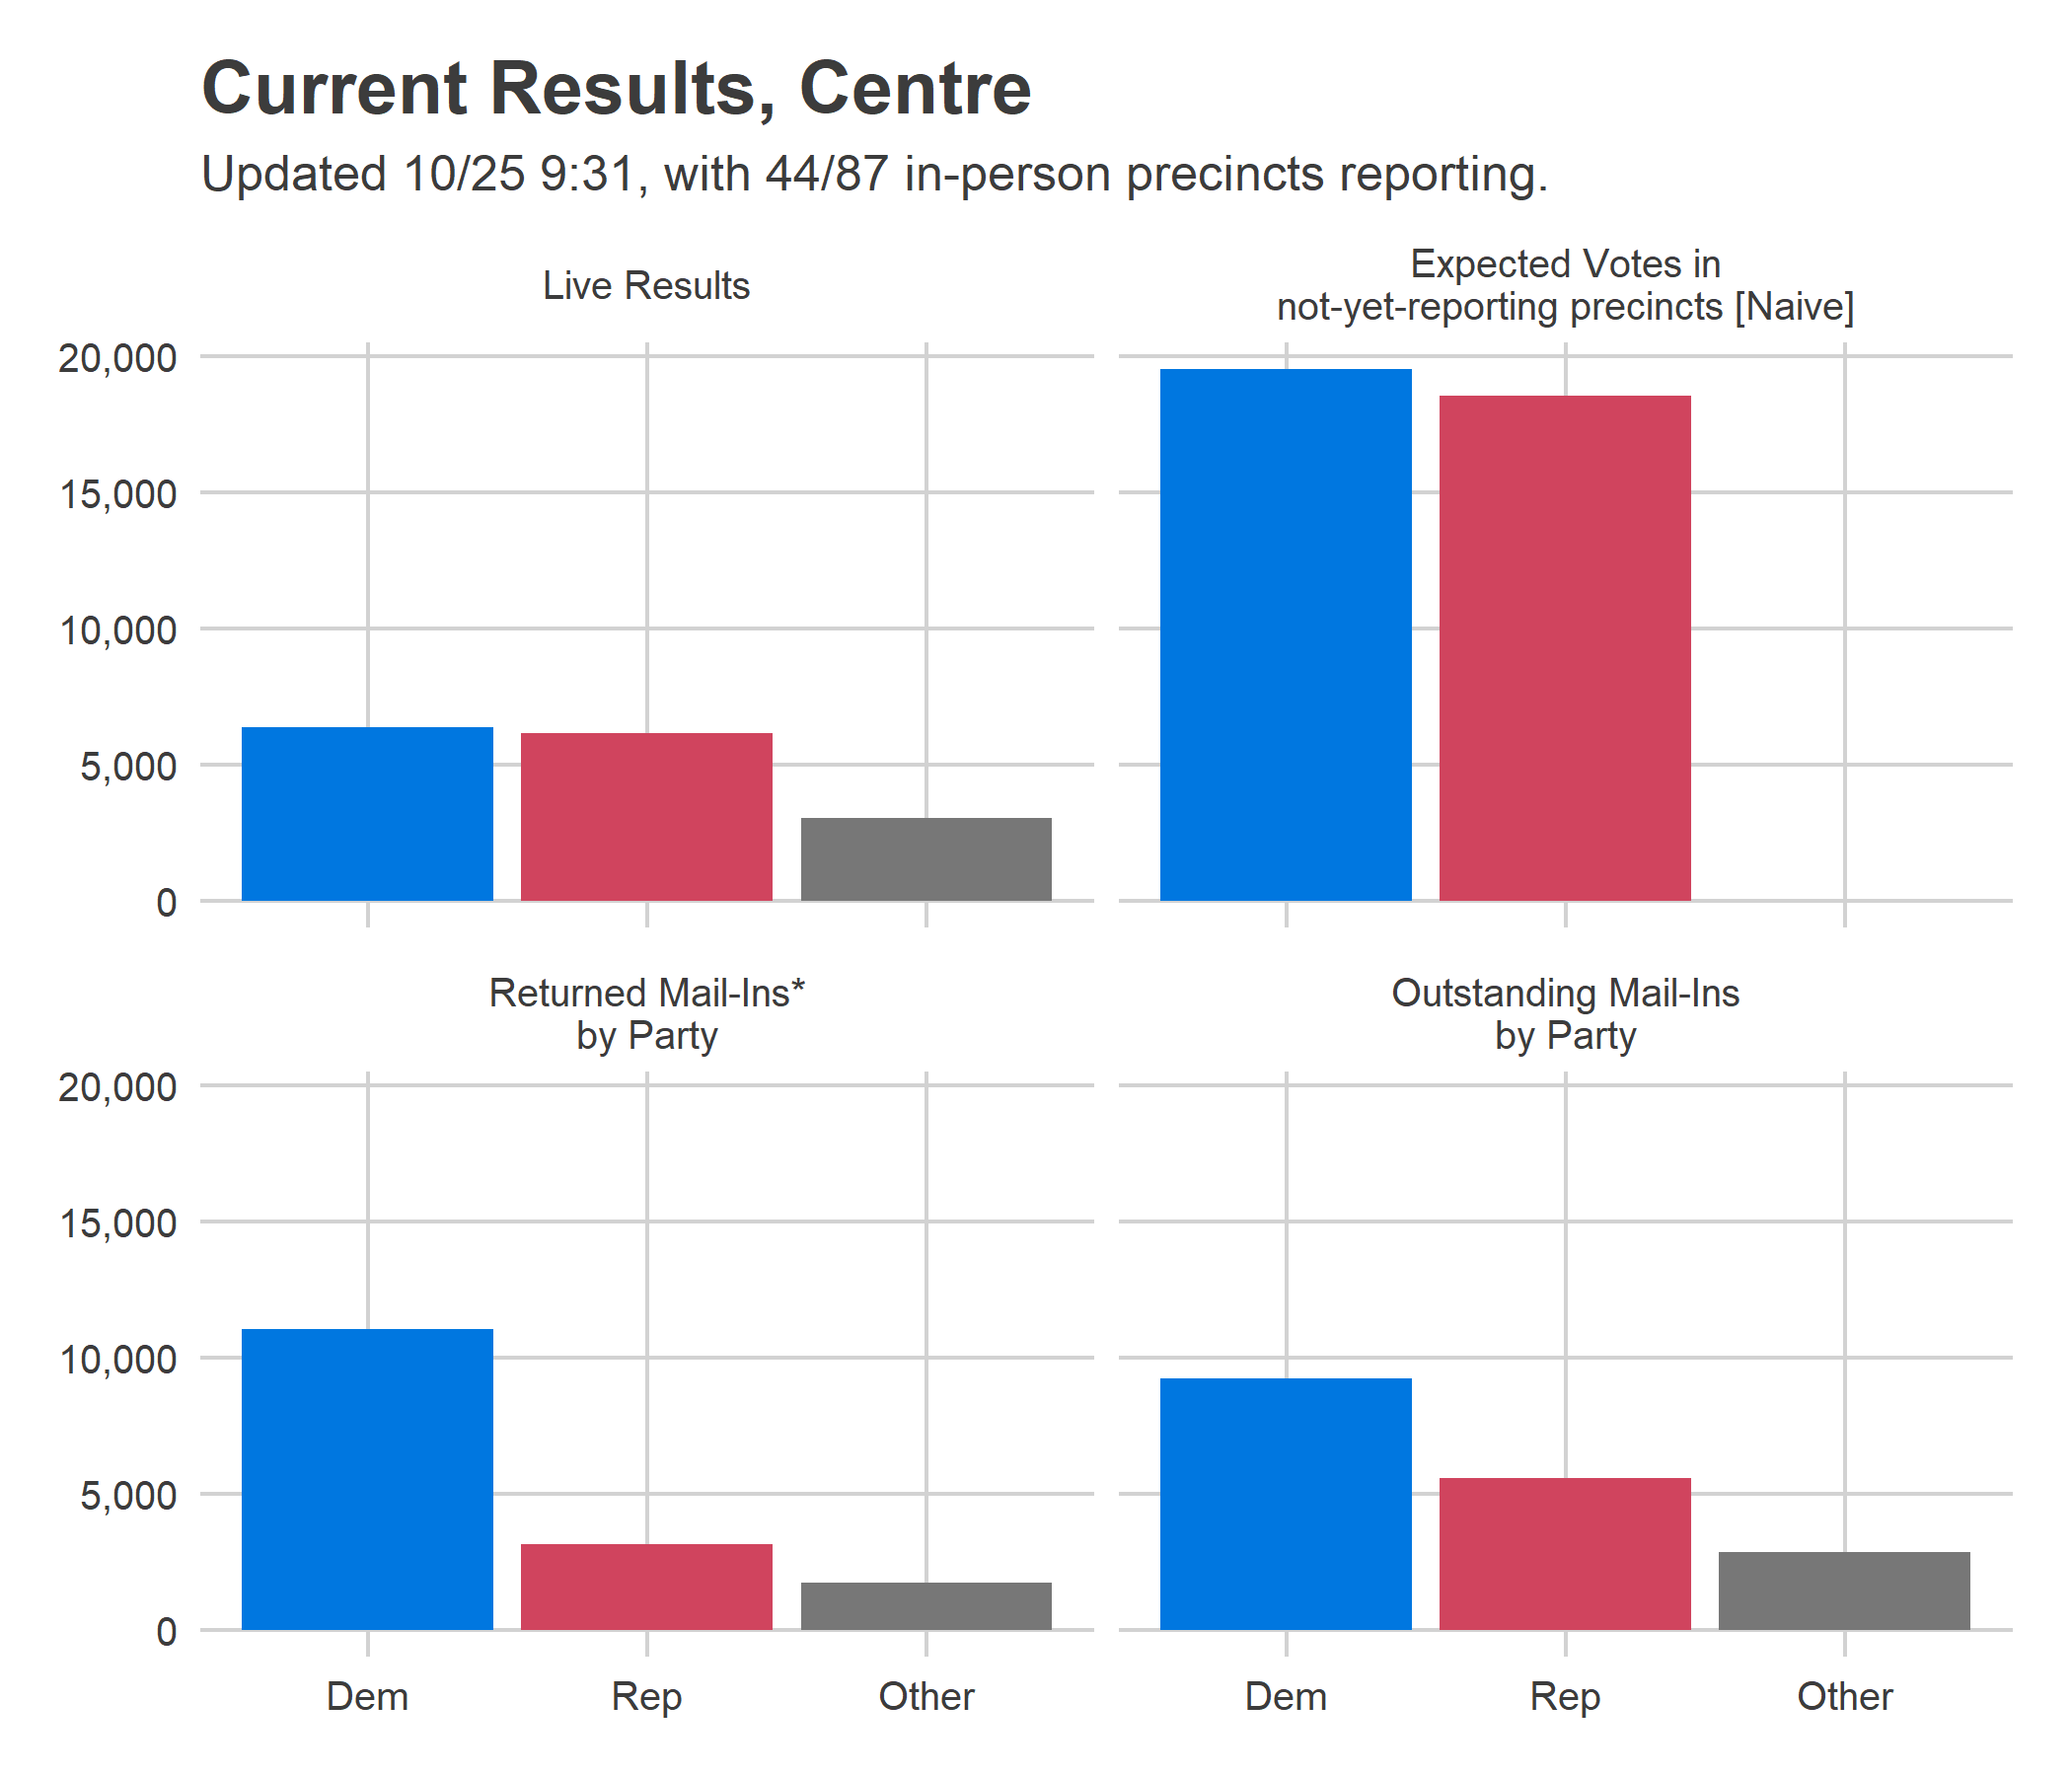 Current Results, Centre
Updated 10/25 9:31, with 44/87 in-person precincts reporting.
Live Results
Expected Votes in
not-yet-reporting precincts [Naive]
20,000
15,000
10,000
5,000
0
Returned Mail-Ins*
by Party
Outstanding Mail-Ins
by Party
20,000
15,000
10,000
5,000
0
Dem Rep Other Dem Rep Other